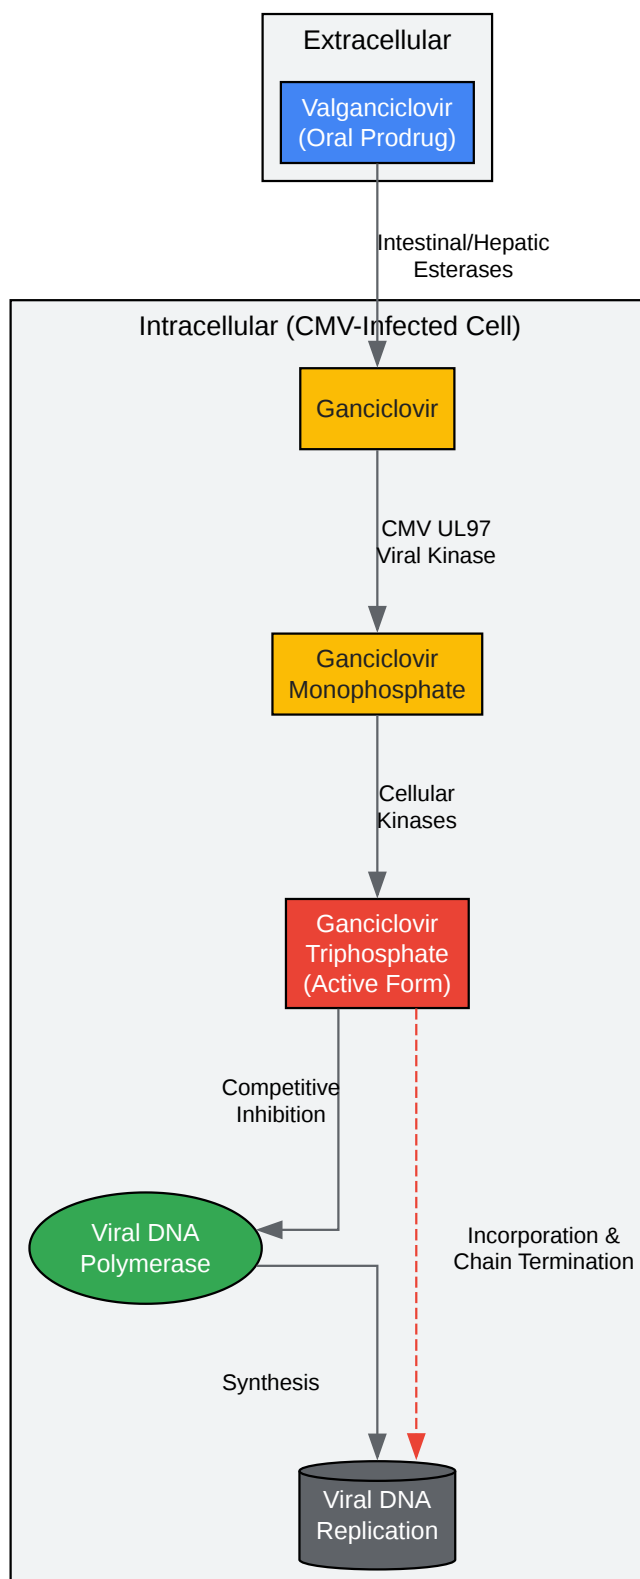 Extracellular
Valganciclovir
(Oral Prodrug)
Intestinal/Hepatic
Esterases
Intracellular (CMV-Infected Cell)
Ganciclovir
CMV UL97
Viral Kinase
Ganciclovir
Monophosphate
Cellular
Kinases
Ganciclovir
Triphosphate
(Active Form)
Competitive
Inhibition
Viral DNA
Polymerase
Incorporation &
Chain Termination
Synthesis
Viral DNA
Replication